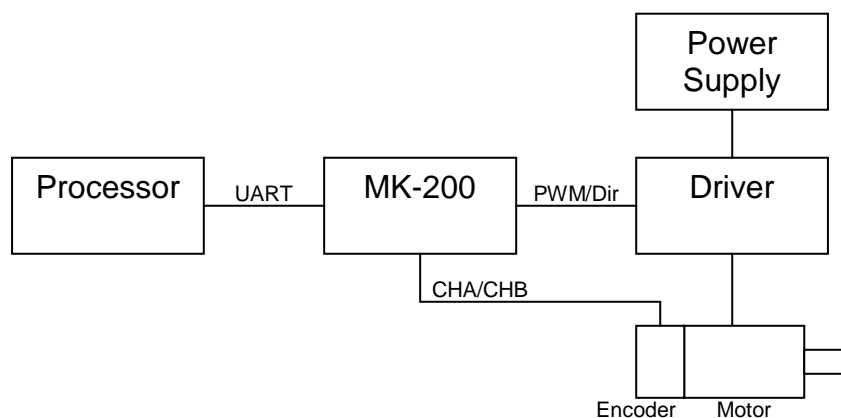 Power
Supply
Processor
UART
MK-200
PWM/Dir
Driver
CHA/CHB
Encoder
Motor